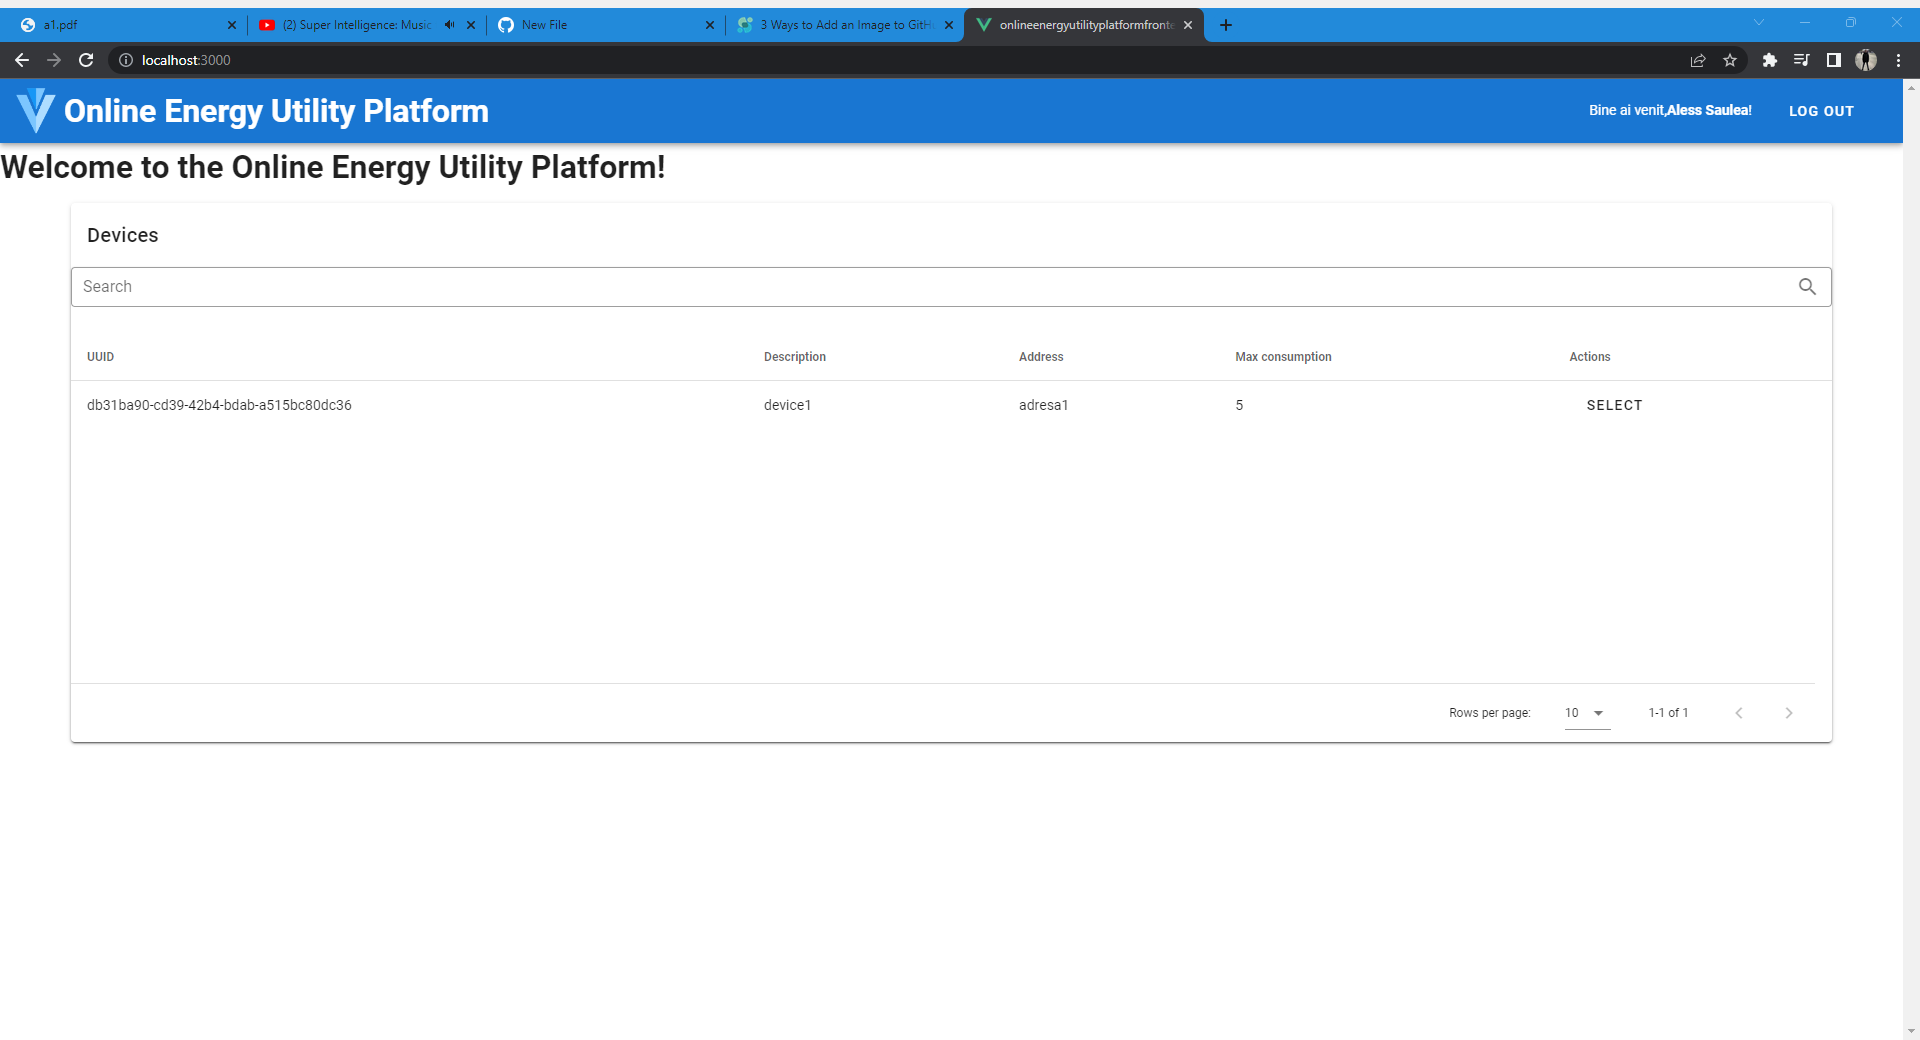 a1.pdf
(2) Super Intelligence: Music
New File
3 Ways to Add an Image to GitH
onlineenergyutilityplatformfronte
localhost:3000
Online Energy Utility Platform
Bine ai venit,Aless Saulea!
LOG OUT
Welcome to the Online Energy Utility Platform!
Devices
Search
UUID Description Address Max consumption Actions
db31ba90-cd39-42b4-bdab-a515bc80dc36 device1 adresa1 5 SELECT
Rows per page: 10 1-1 of 1